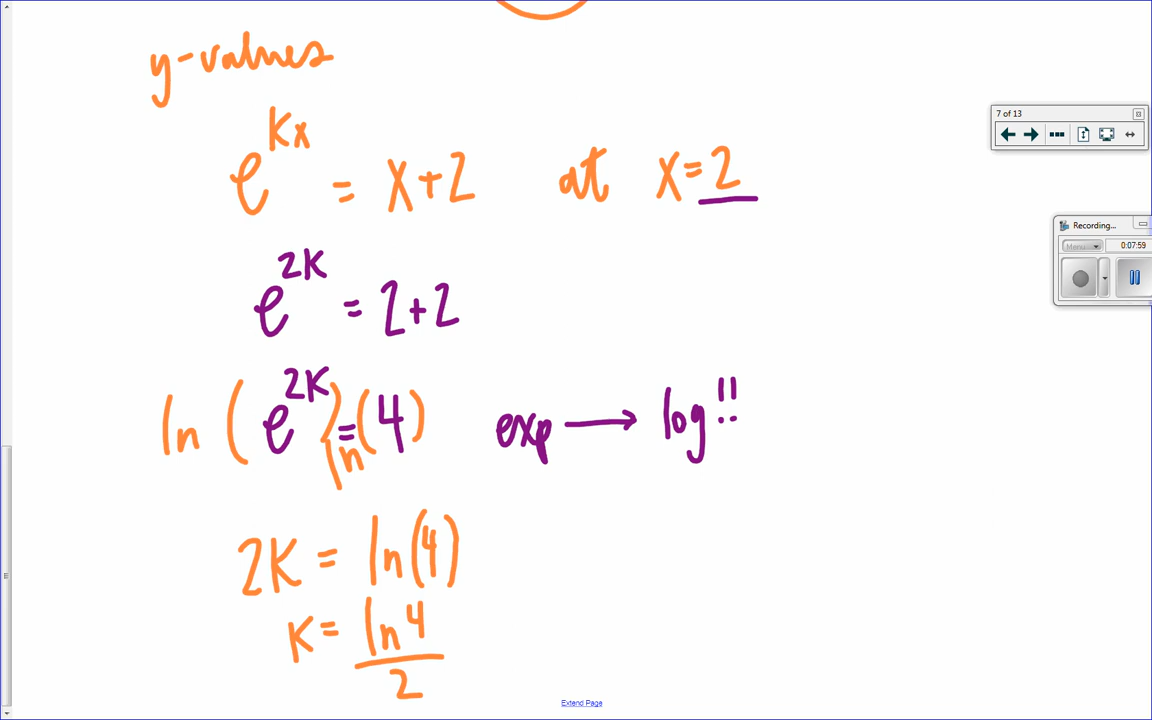 y-values
e^{kx} = x+2 at x=2
e^{2k} = 2+2
ln(e^{2k}) = ln(4) exp → log!!
2k = ln(4)
k = ln4/2
7 of 13
Recording...
Menu
0:07:59
Extend Page